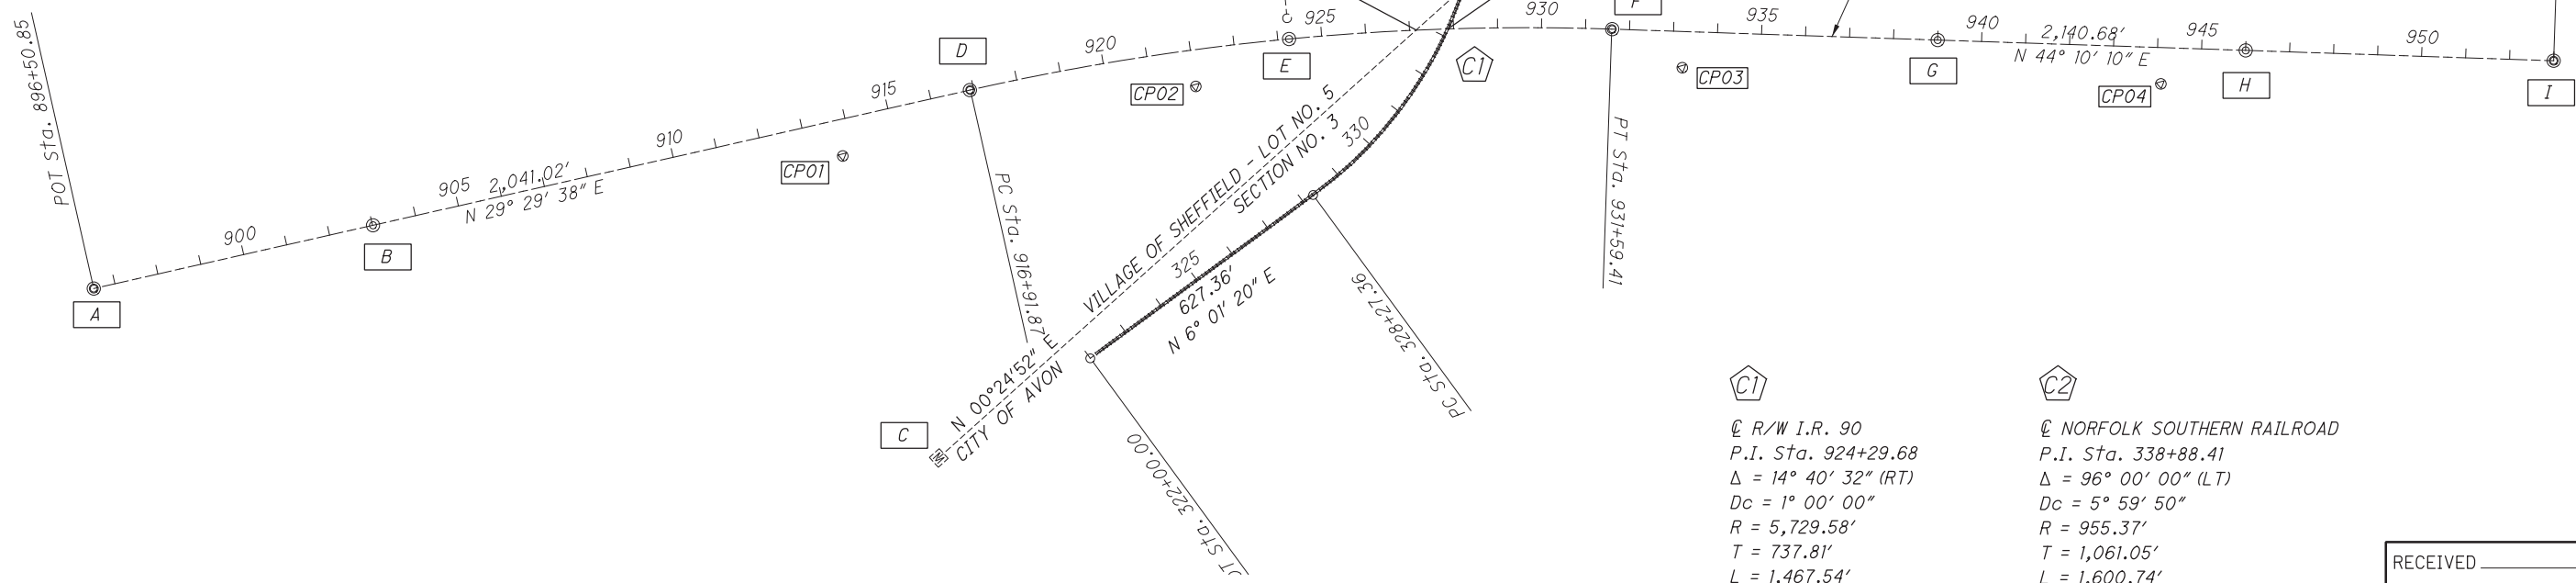 POT Sta. 896+50.85
A
900
B
905
2,041.02'
N 29° 29' 38" E
910
CP01
915
D
PC Sta. 916+91.87
920
CP02
E
925
C1
930
F
PT Sta. 931+59.41
CP03
935
G
940
2,140.68'
N 44° 10' 10" E
945
CP04
H
950
I
VILLAGE OF SHEFFIELD - LOT NO. 5
SECTION NO. 3
N 00°24'52" E
CITY OF AVON
C
M
325
330
627.36'
N 6° 01' 20" E
PC Sta. 328+27.36
Sta. 322+00.00
C1
℄ R/W I.R. 90
P.I. Sta. 924+29.68
Δ = 14° 40' 32" (RT)
Dc = 1° 00' 00"
R = 5,729.58'
T = 737.81'
L = 1,467.54'
C2
℄ NORFOLK SOUTHERN RAILROAD
P.I. Sta. 338+88.41
Δ = 96° 00' 00" (LT)
Dc = 5° 59' 50"
R = 955.37'
T = 1,061.05'
L = 1,600.74'
RECEIVED